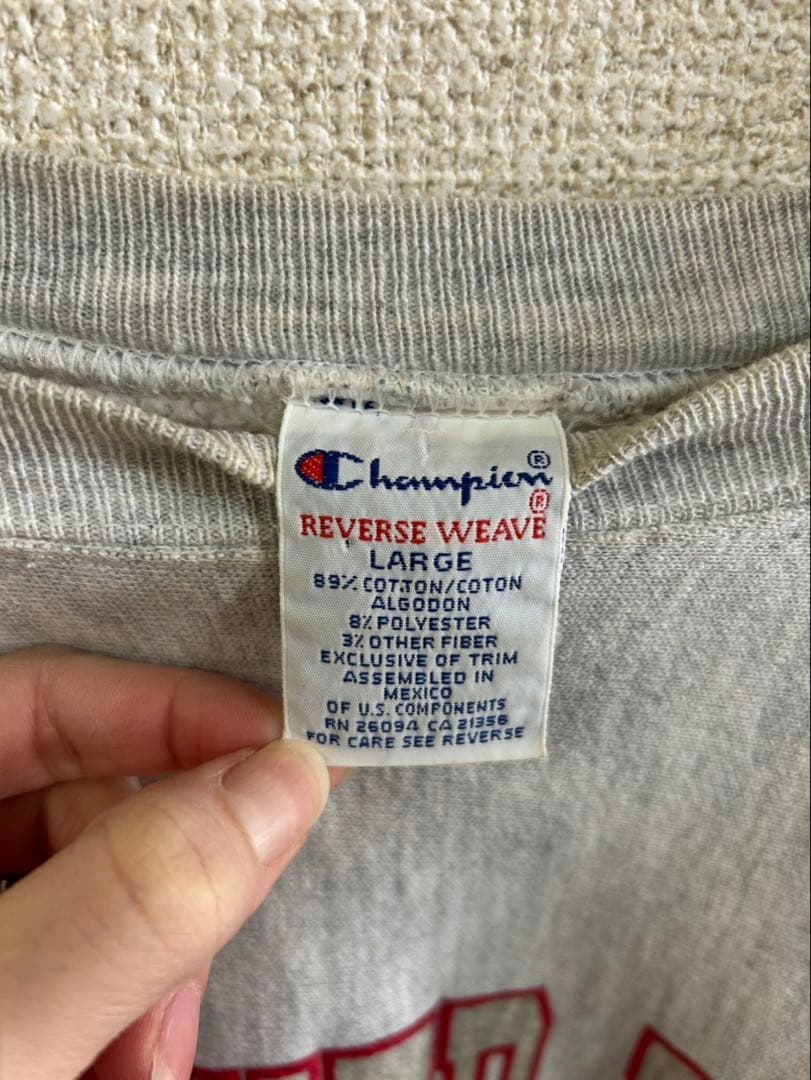 Champion®
REVERSE WEAVE®
LARGE
89% COTTON/COTON
ALGODON
8% POLYESTER
3% OTHER FIBER
EXCLUSIVE OF TRIM
ASSEMBLED IN
MEXICO
OF U.S. COMPONENTS
RN 26094 CA 21356
FOR CARE SEE REVERSE